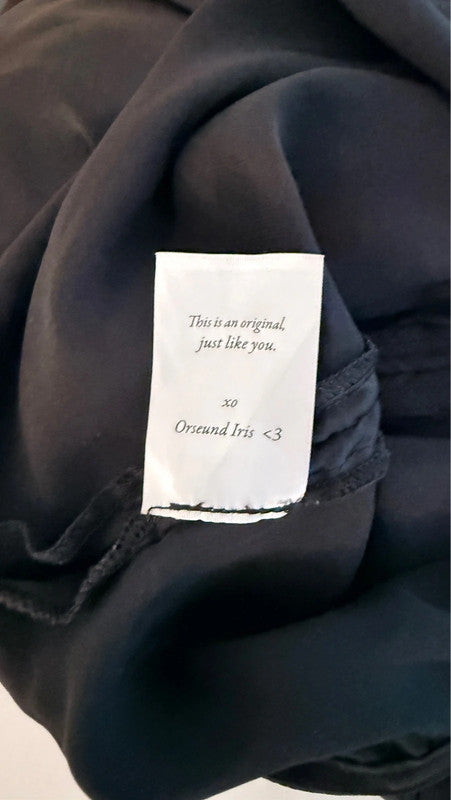 This is an original,
just like you.
xo
Orseund Iris <3